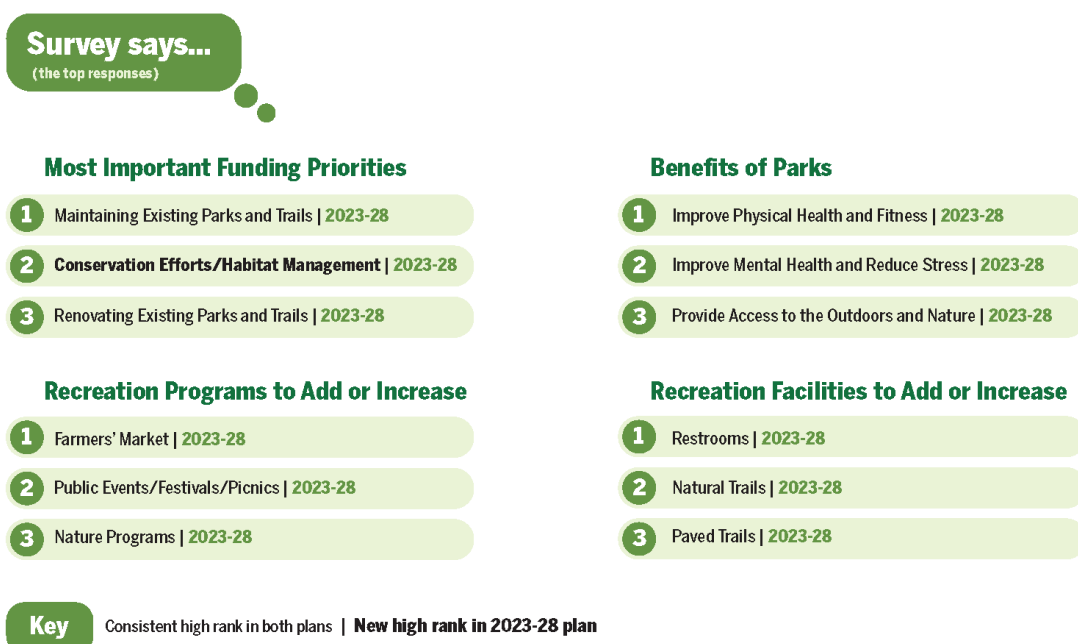 Survey says...
(the top responses)
Most Important Funding Priorities
1 Maintaining Existing Parks and Trails | 2023-28
2 Conservation Efforts/Habitat Management | 2023-28
3 Renovating Existing Parks and Trails | 2023-28
Benefits of Parks
1 Improve Physical Health and Fitness | 2023-28
2 Improve Mental Health and Reduce Stress | 2023-28
3 Provide Access to the Outdoors and Nature | 2023-28
Recreation Programs to Add or Increase
1 Farmers' Market | 2023-28
2 Public Events/Festivals/Picnics | 2023-28
3 Nature Programs | 2023-28
Recreation Facilities to Add or Increase
1 Restrooms | 2023-28
2 Natural Trails | 2023-28
3 Paved Trails | 2023-28
Key Consistent high rank in both plans | New high rank in 2023-28 plan